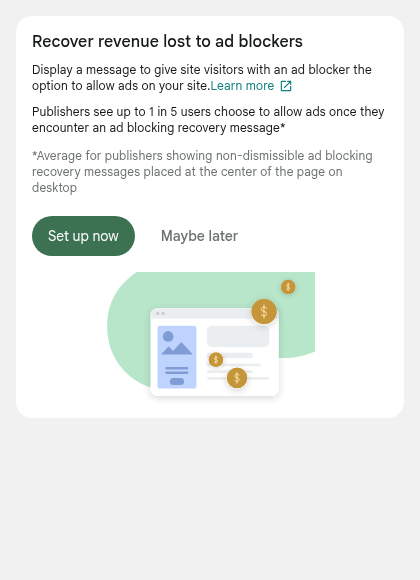 Recover revenue lost to ad blockers
Display a message to give site visitors with an ad blocker the
option to allow ads on your site.Learn more
Publishers see up to 1 in 5 users choose to allow ads once they
encounter an ad blocking recovery message*
*Average for publishers showing non-dismissible ad blocking
recovery messages placed at the center of the page on
desktop
Set up now Maybe later
$
$
$
$